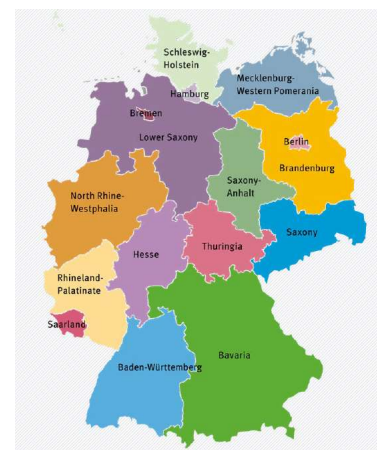 Schleswig-
Holstein
Mecklenburg-
Western Pomerania
Hamburg
Bremen
Lower Saxony
Berlin
Brandenburg
Saxony-
Anhalt
North Rhine-
Westphalia
Saxony
Thuringia
Hesse
Rhineland-
Palatinate
Saarland
Bavaria
Baden-Württemberg